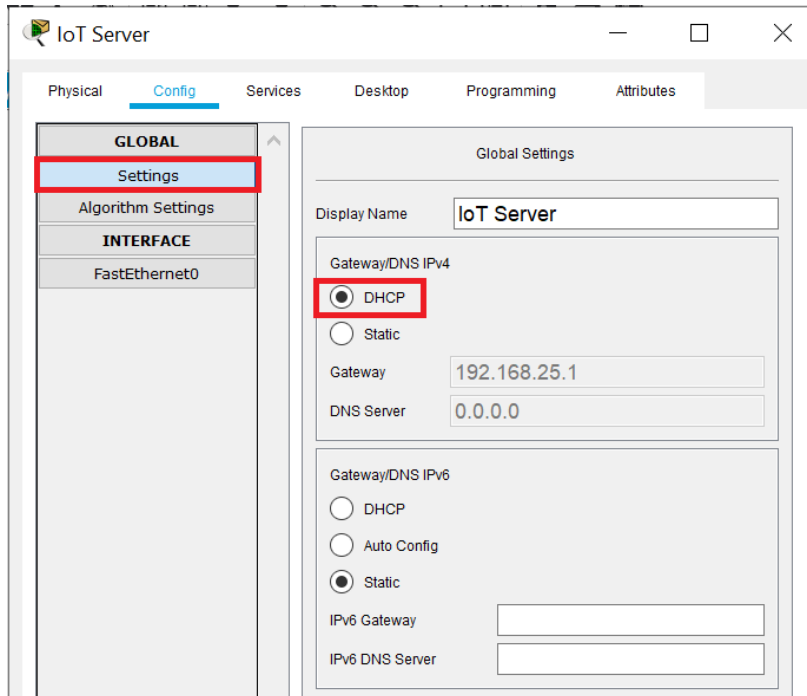 IoT Server
Physical Config Services Desktop Programming Attributes
GLOBAL
Settings
Algorithm Settings
INTERFACE
FastEthernet0
Global Settings
Display Name IoT Server
Gateway/DNS IPv4
DHCP
Static
Gateway 192.168.25.1
DNS Server 0.0.0.0
Gateway/DNS IPv6
DHCP
Auto Config
Static
IPv6 Gateway
IPv6 DNS Server